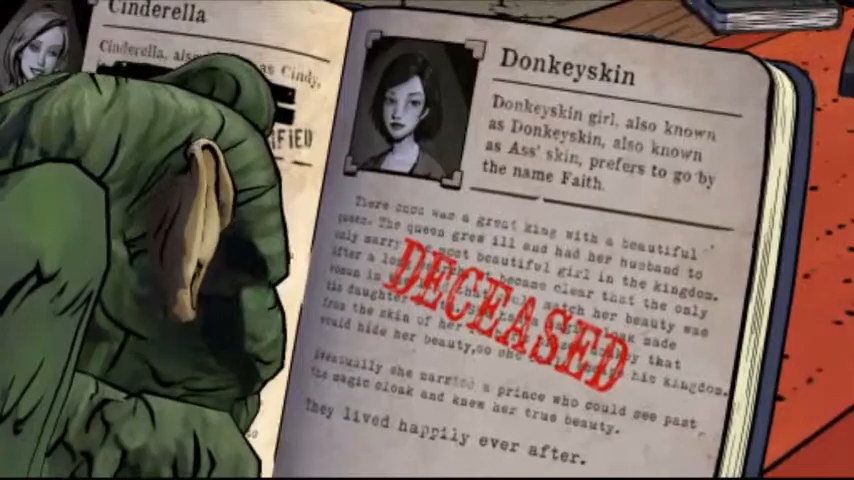 Cinderella
Cinderella, also
as Cindy,
FIED
Donkeyskin
Donkeyskin girl, also known
as Donkeyskin, also known
as Ass' skin, prefers to go by
the name Faith.
There once was a great king with a beautiful
queen. The queen grew ill and had her husband to
only marry most beautiful girl in the kingdom.
After a became clear that the only
woman in that match her beauty was
his daughter made
from the skin of her that
would hide her beauty, so she his kingdom.
DECEASED
Eventually she married a prince who could see past
the magic cloak and knew her true beauty.
They lived happily ever after.